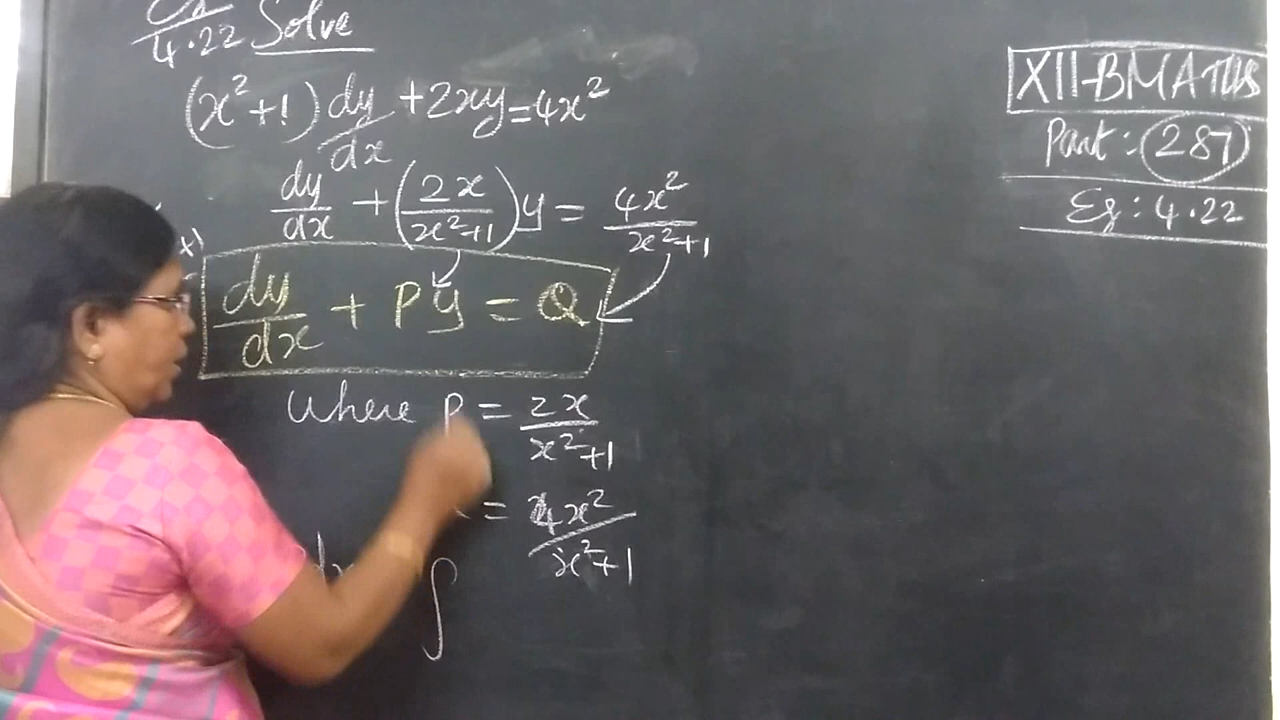 4.22 Solve
(x²+1) dy/dx + 2xy = 4x²
dy/dx + (2x/x²+1) y = 4x²/x²+1
dy/dx + Py = Q
Where P = 2x/x²+1
= 4x²/x²+1
∫
XII-BMATHS
Part: 287
Eg: 4.22